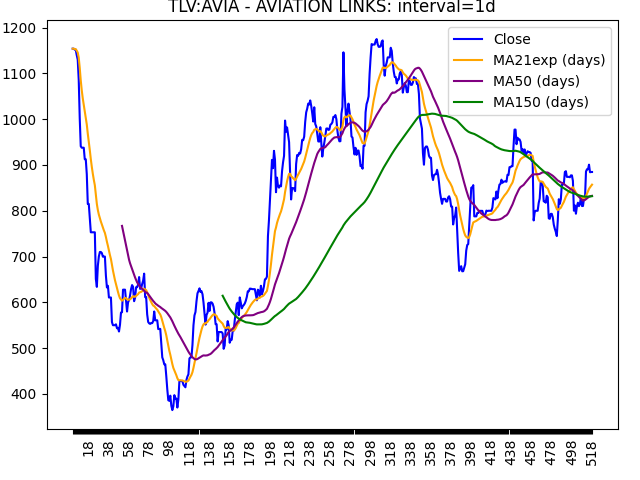 TLV:AVIA - AVIATION LINKS: interval=1d
Close
MA21exp (days)
MA50 (days)
MA150 (days)
1200
1100
1000
900
800
700
600
500
400
18 38 58 78 98 118 138 158 178 198 218 238 258 278 298 318 338 358 378 398 418 438 458 478 498 518